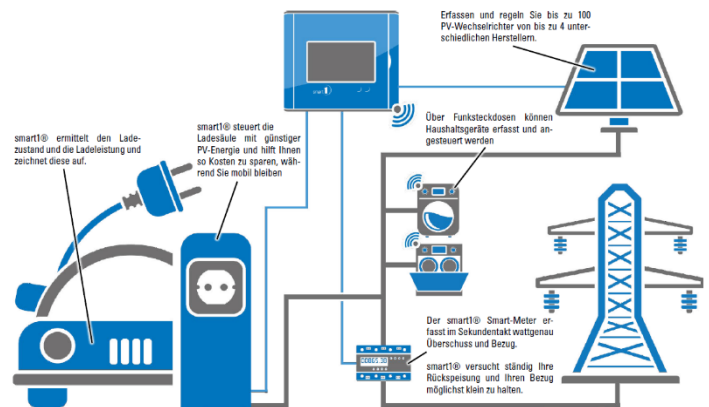 Erfassen und regeln Sie bis zu 100
PV-Wechselrichter von bis zu 4 unter-
schiedlichen Herstellern.
smart1
smart1® ermittelt den Lade-
zustand und die Ladeleistung und
zeichnet diese auf.
smart1® steuert die
Ladesäule mit günstiger
PV-Energie und hilft Ihnen
so Kosten zu sparen, wäh-
rend Sie mobil bleiben
Über Funksteckdosen können
Haushaltsgeräte erfasst und an-
gesteuert werden
Der smart1® Smart-Meter er-
fasst im Sekundentakt wattgenau
Überschuss und Bezug.
smart1® versucht ständig Ihre
Rückspeisung und Ihren Bezug
möglichst klein zu halten.